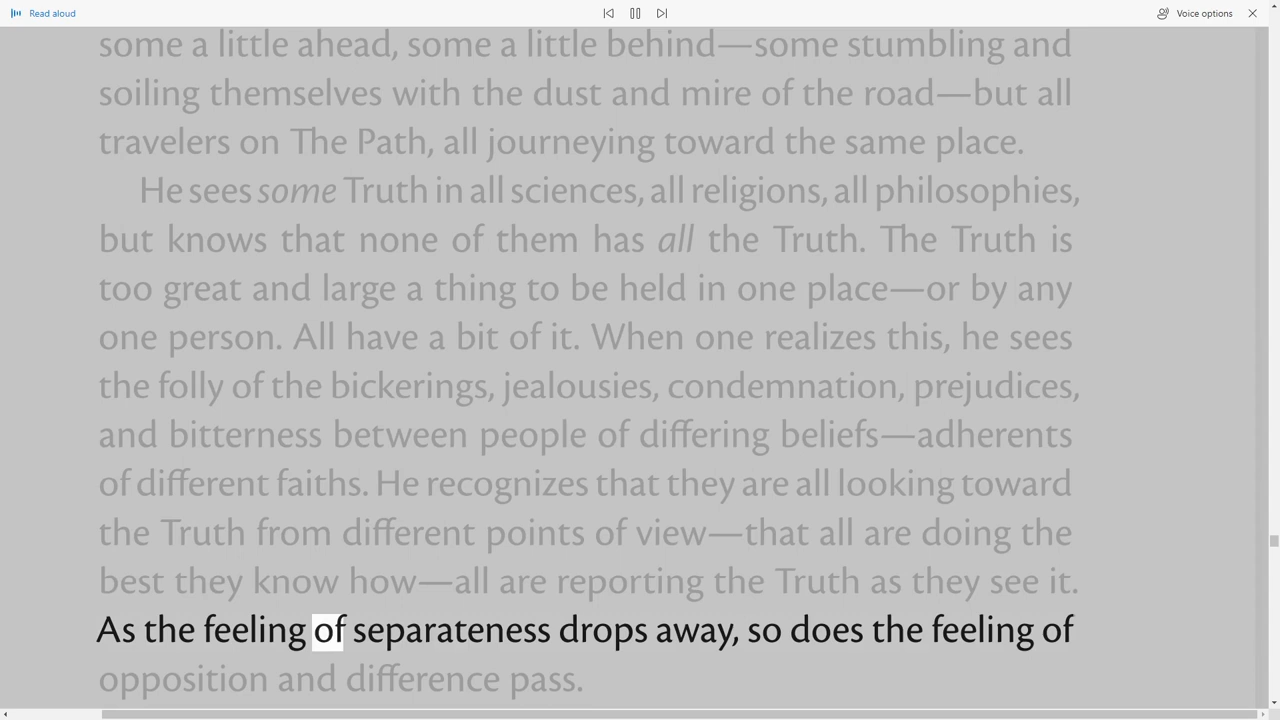 Read aloud
Voice options
some a little ahead, some a little behind—some stumbling and
soiling themselves with the dust and mire of the road—but all
travelers on The Path, all journeying toward the same place.
He sees some Truth in all sciences, all religions, all philosophies,
but knows that none of them has all the Truth. The Truth is
too great and large a thing to be held in one place—or by any
one person. All have a bit of it. When one realizes this, he sees
the folly of the bickerings, jealousies, condemnation, prejudices,
and bitterness between people of differing beliefs—adherents
of different faiths. He recognizes that they are all looking toward
the Truth from different points of view—that all are doing the
best they know how—all are reporting the Truth as they see it.
As the feeling of separateness drops away, so does the feeling of
opposition and difference pass.